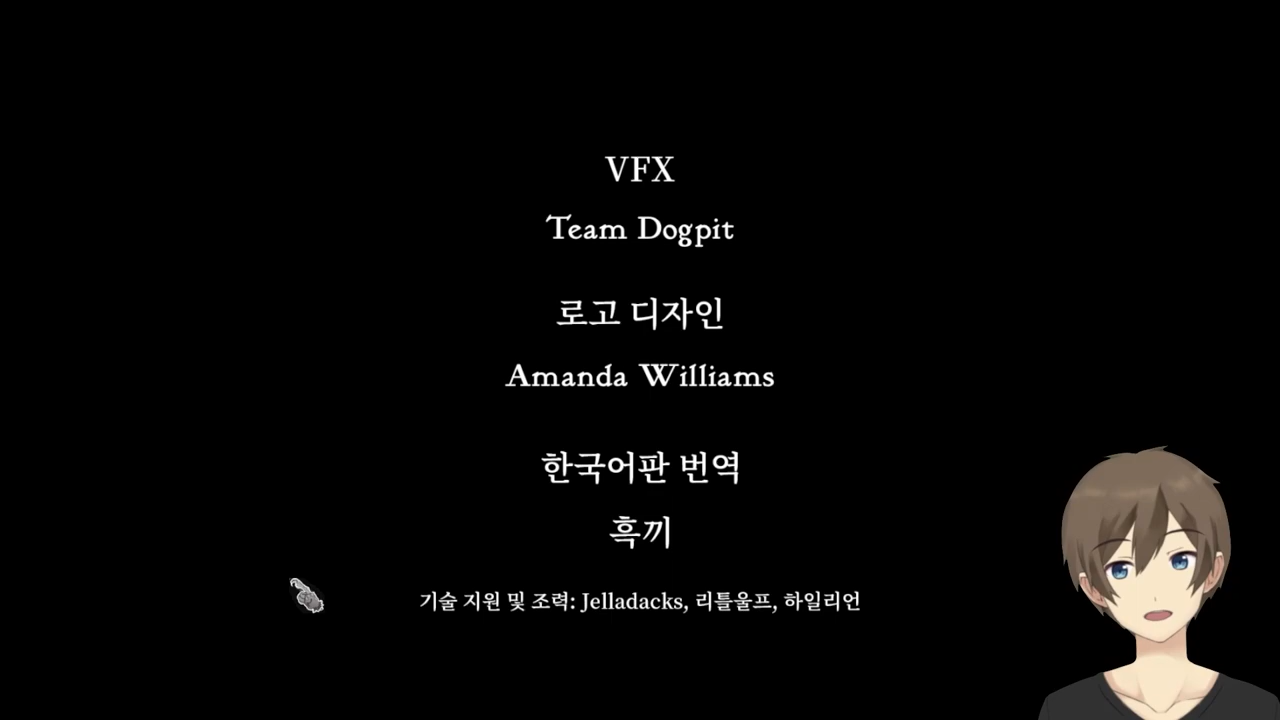 VFX
Team Dogpit
로고 디자인
Amanda Williams
한국어판 번역
흑끼
기술 지원 및 조력: Jelladacks, 리틀울프, 하일리언